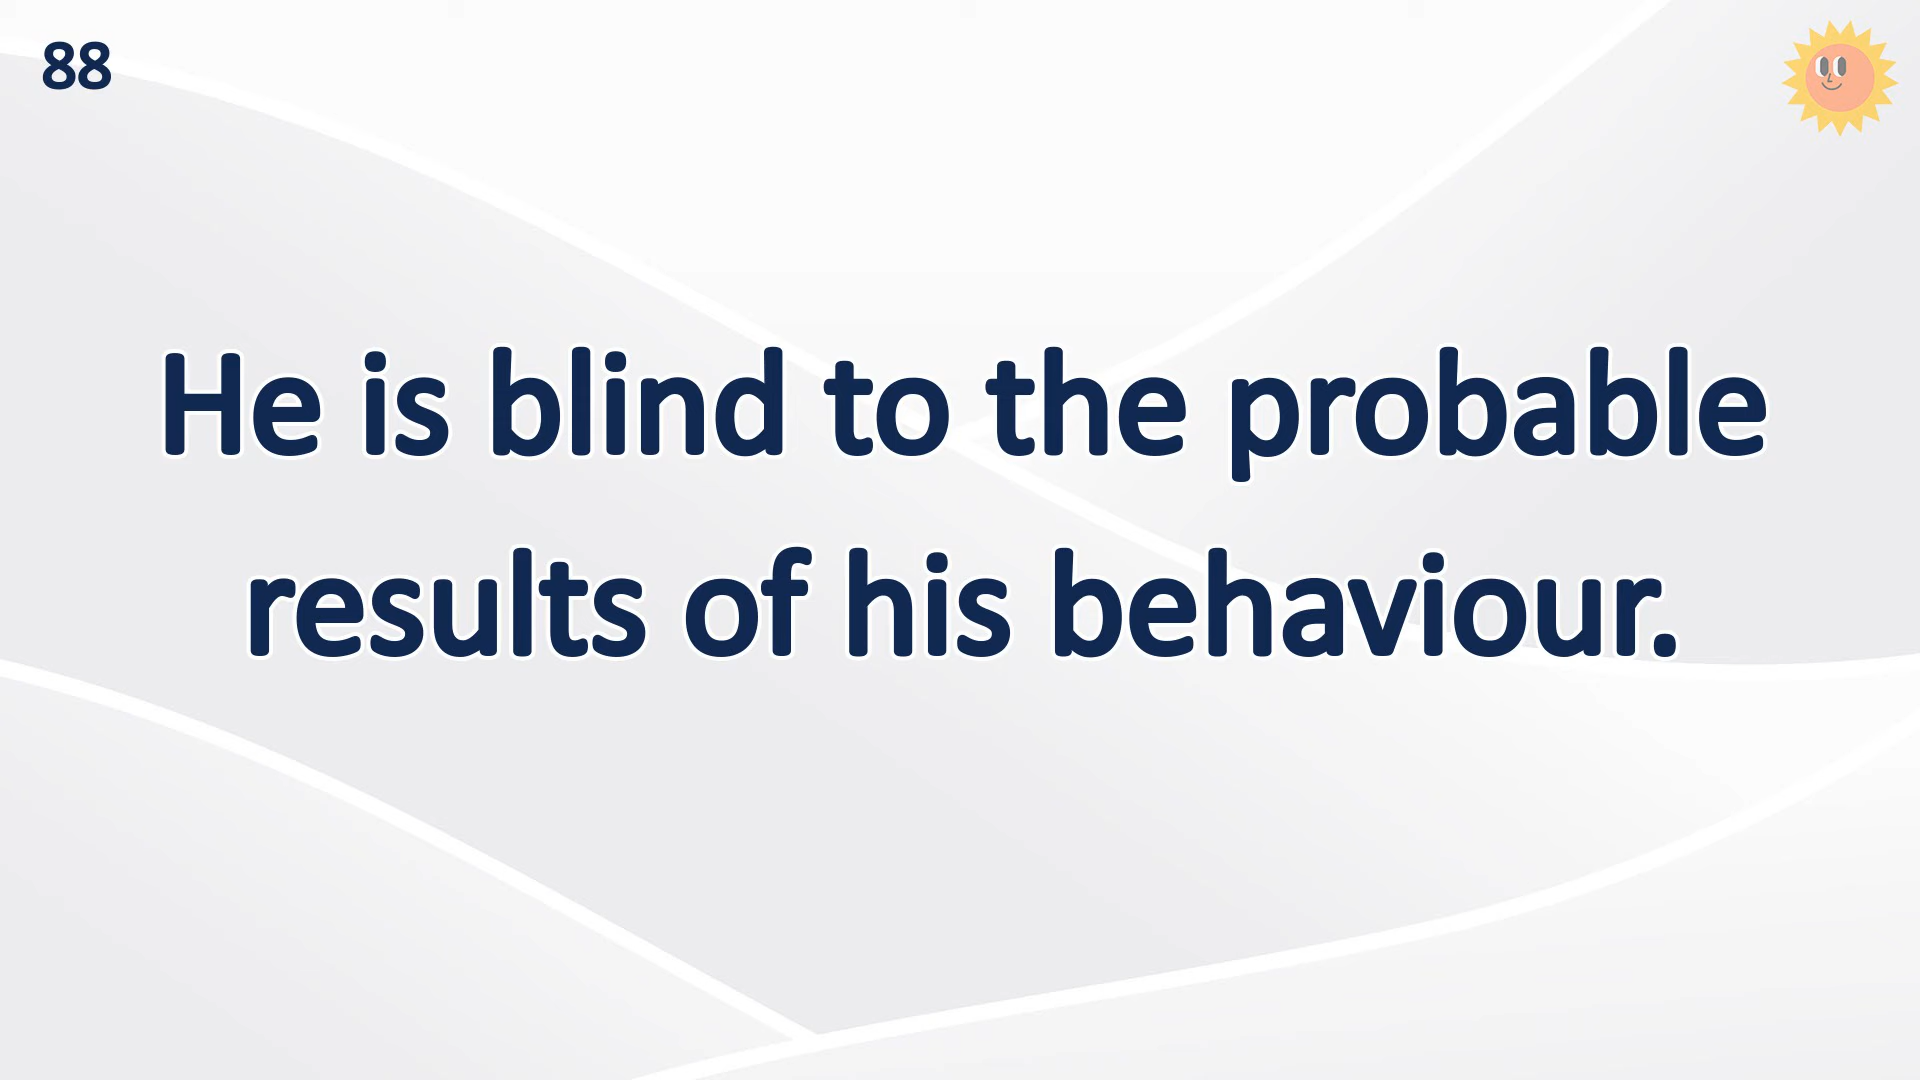 88
He is blind to the probable
results of his behaviour.